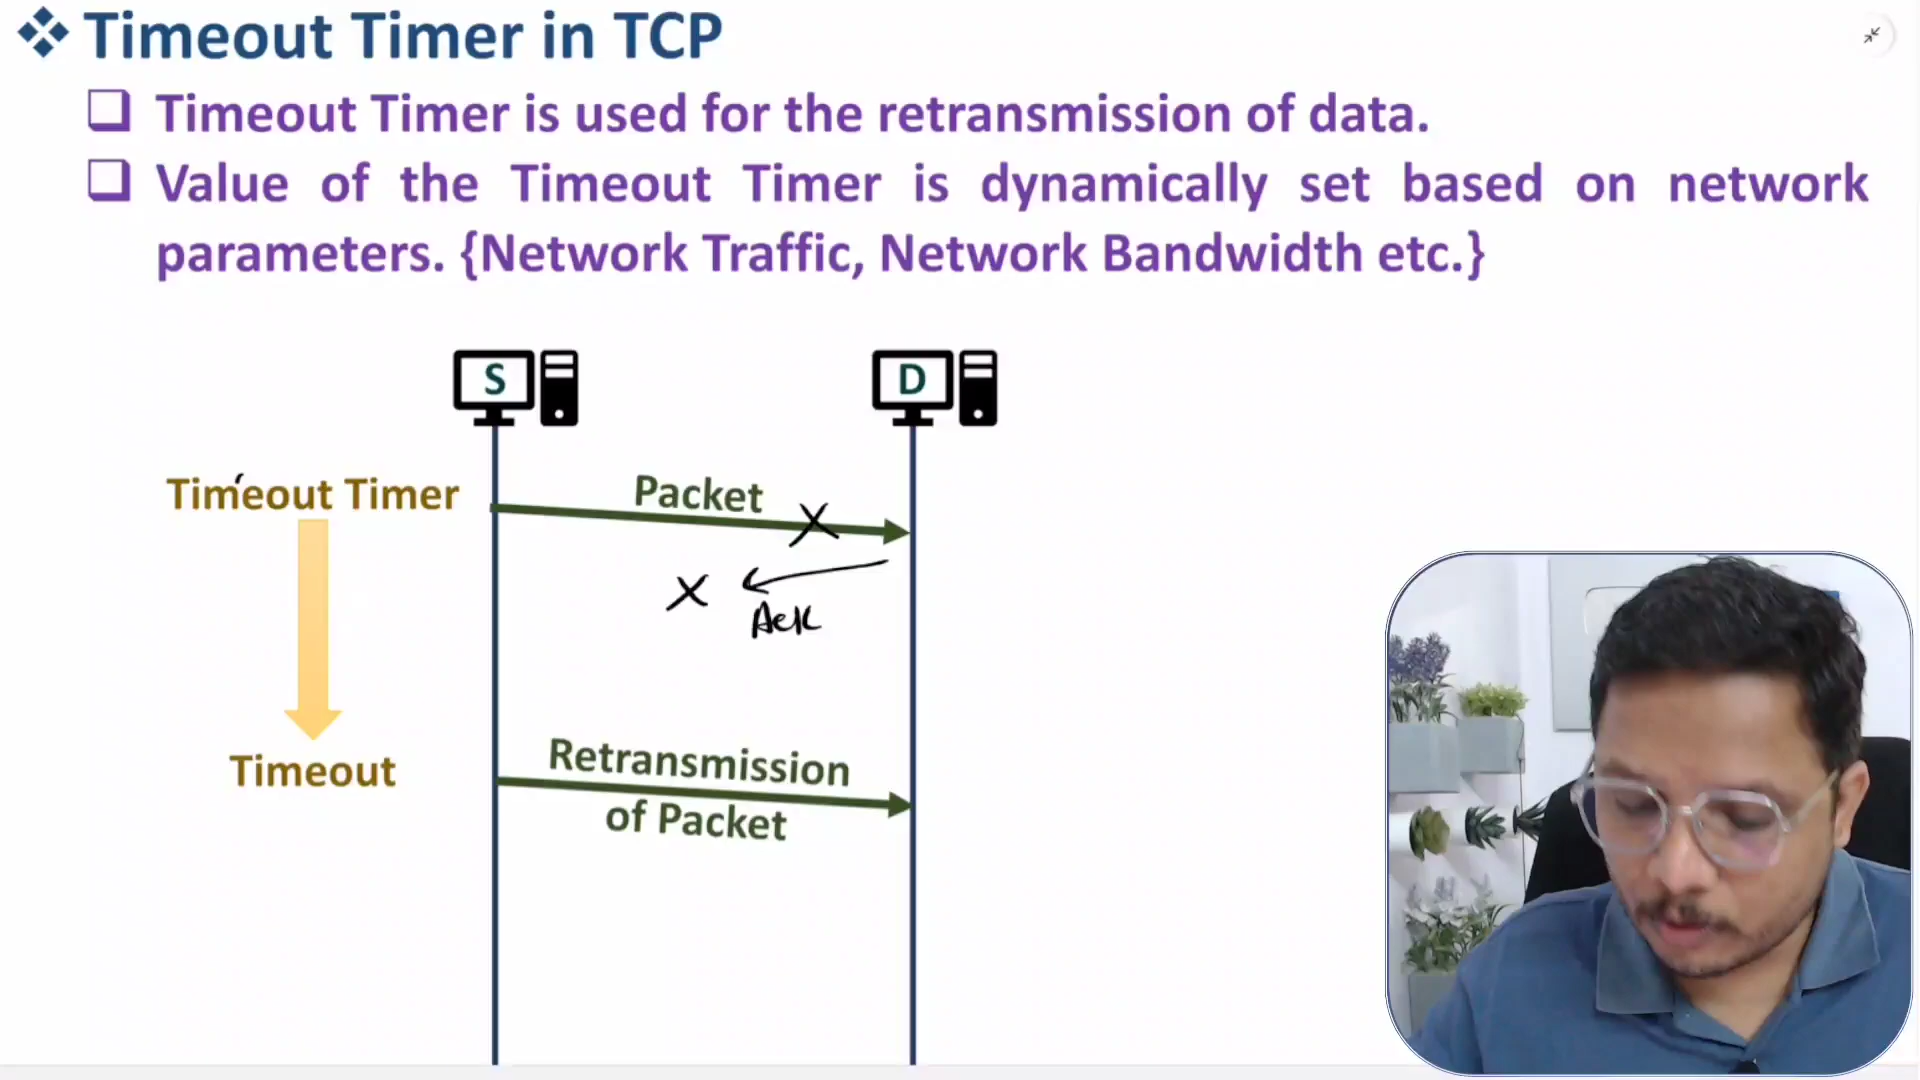 Timeout Timer in TCP
Timeout Timer is used for the retransmission of data.
Value of the Timeout Timer is dynamically set based on network
parameters. {Network Traffic, Network Bandwidth etc.}
S
D
Timeout Timer
Packet
X
X
Ack
Retransmission
Timeout
of Packet